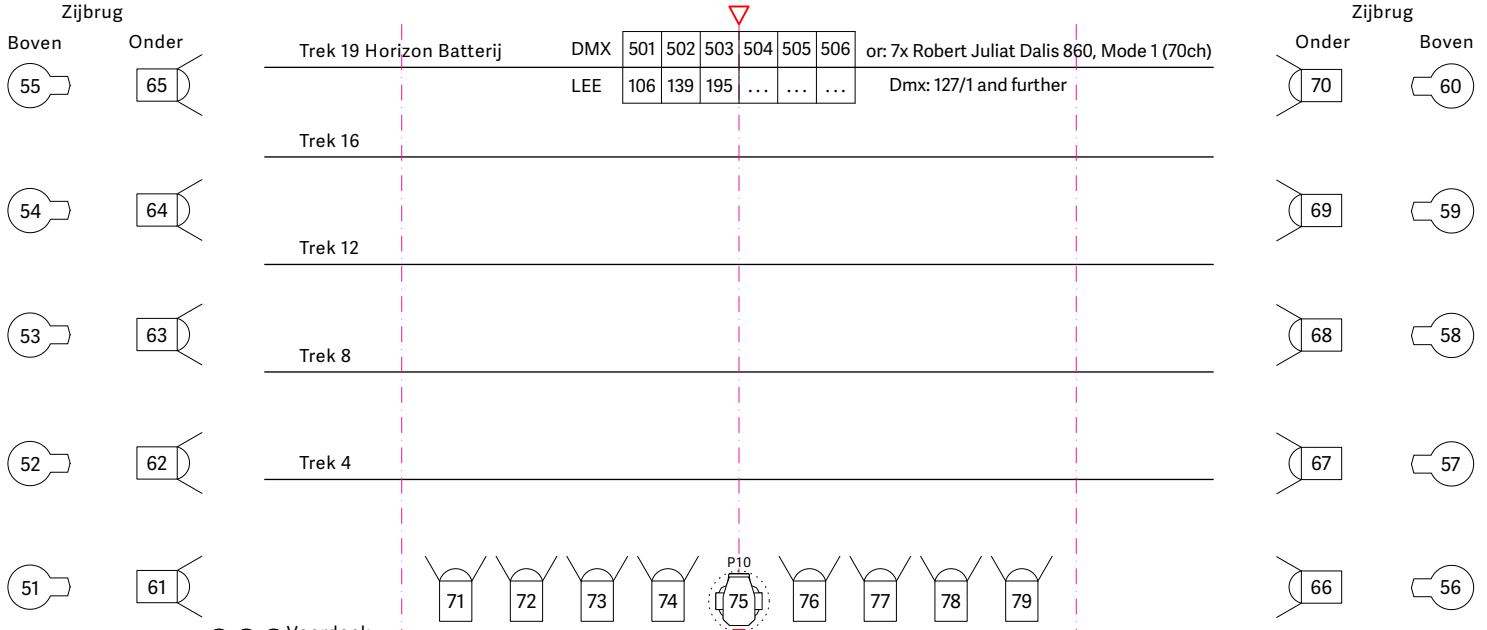 Zijbrug Zijbrug
Boven Onder Onder Boven
Trek 19 Horizon Batterij DMX 501 502 503 504 505 506 or: 7x Robert Juliat Dalis 860, Mode 1 (70ch)
55 65 LEE 106 139 195 ... ... ... Dmx: 127/1 and further 70 60
Trek 16
54 64 69 59
Trek 12
53 63 68 58
Trek 8
52 62 Trek 4 67 57
P10
51 61 71 72 73 74 75 76 77 78 79 66 56
Voordoek